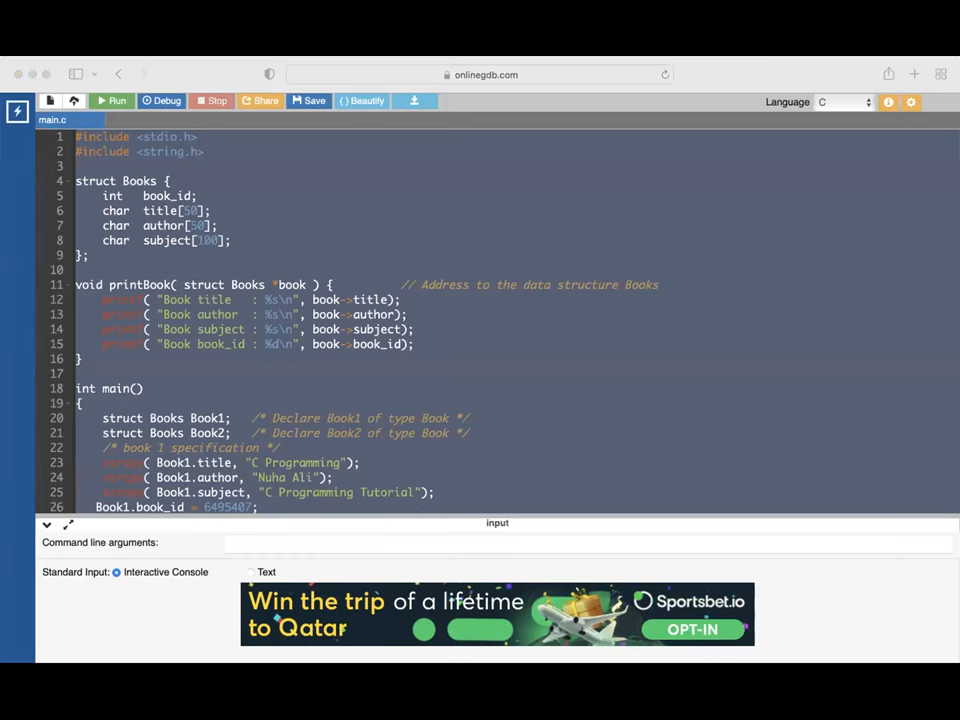 onlinegdb.com
Run Debug Stop Share Save { } Beautify Language C
main.c
1 #include <stdio.h>
2 #include <string.h>
3
4 struct Books {
5 int book_id;
6 char title[50];
7 char author[50];
8 char subject[100];
9 };
10
11 void printBook( struct Books *book ) { // Address to the data structure Books
12 printf( "Book title : %s\n", book->title);
13 printf( "Book author : %s\n", book->author);
14 printf( "Book subject : %s\n", book->subject);
15 printf( "Book book_id : %d\n", book->book_id);
16 }
17
18 int main()
19 {
20 struct Books Book1; /* Declare Book1 of type Book */
21 struct Books Book2; /* Declare Book2 of type Book */
22 /* book 1 specification */
23 strcpy( Book1.title, "C Programming");
24 strcpy( Book1.author, "Nuha Ali");
25 strcpy( Book1.subject, "C Programming Tutorial");
26 Book1.book_id = 6495407;
input
Command line arguments:
Standard Input: Interactive Console Text
Win the trip of a lifetime
to Qatar
Sportsbet.io
OPT-IN